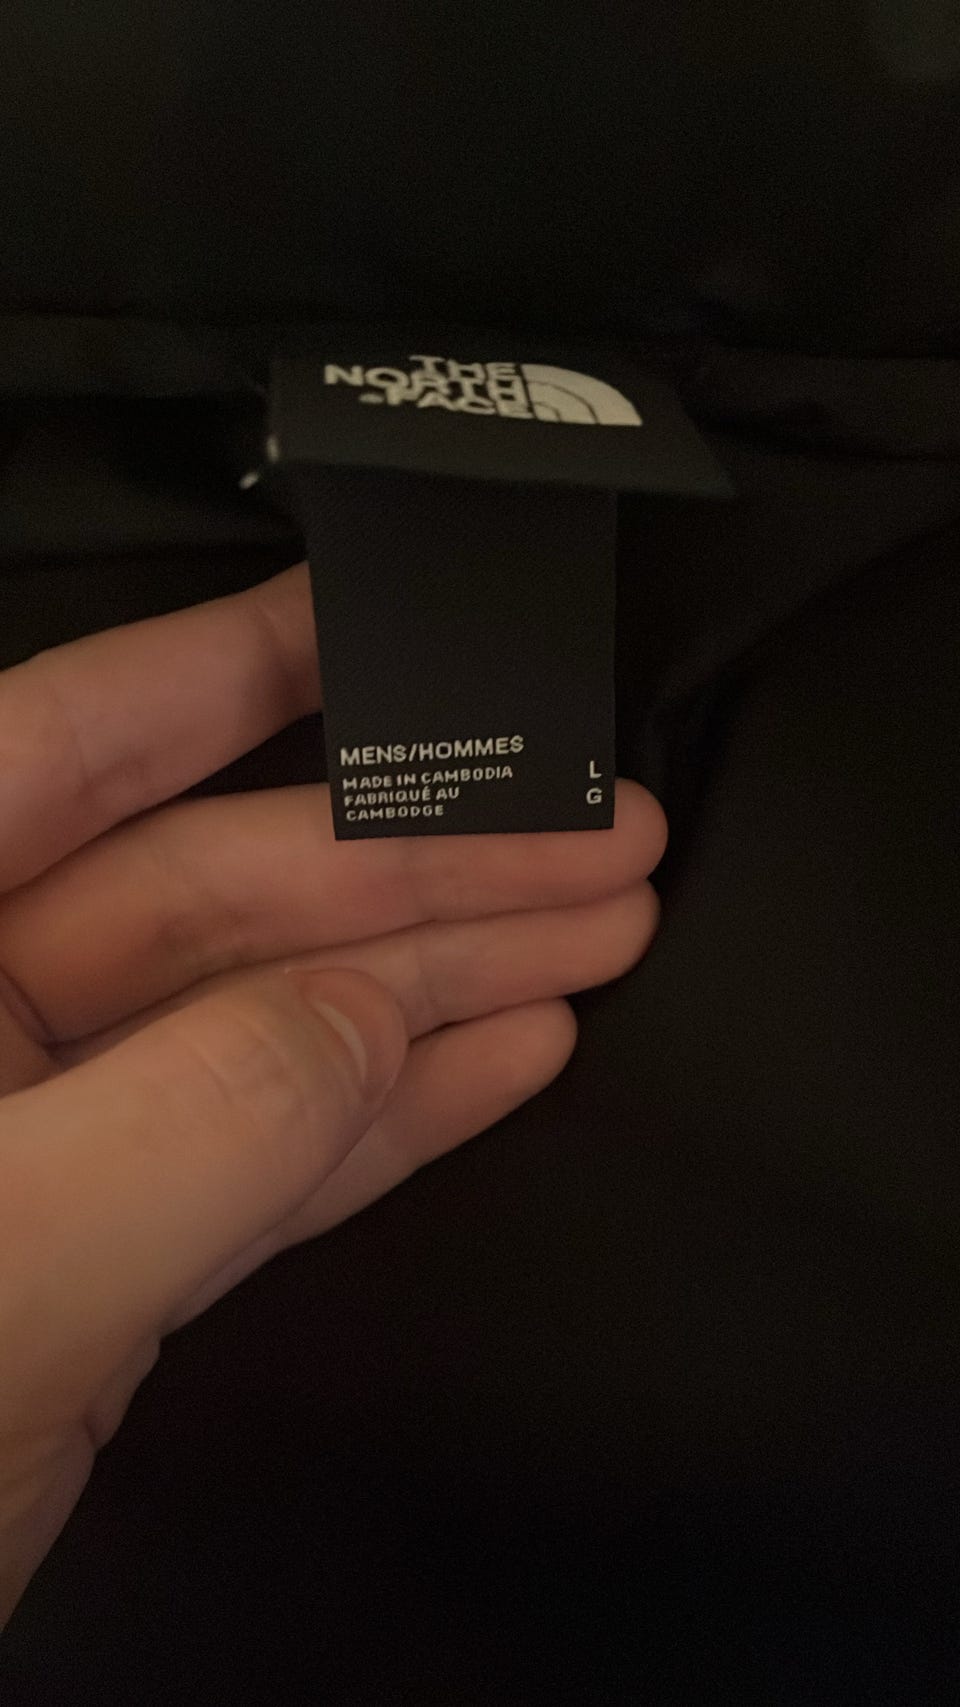 THE
NORTH
FACE
MENS/HOMMES
MADE IN CAMBODIA
FABRIQUÉ AU
CAMBODGE
L
G